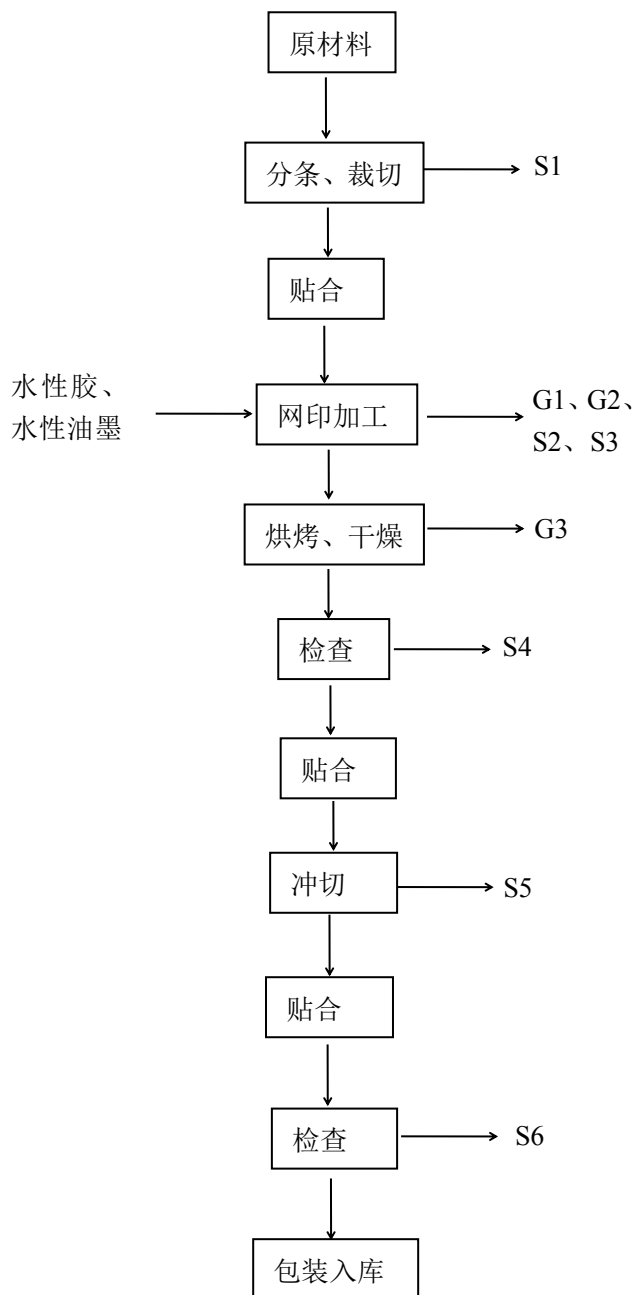 原材料
分条、裁切
S1
贴合
水性胶、
水性油墨
网印加工
G1、G2、
S2、S3
烘烤、干燥
G3
检查
S4
贴合
冲切
S5
贴合
检查
S6
包装入库